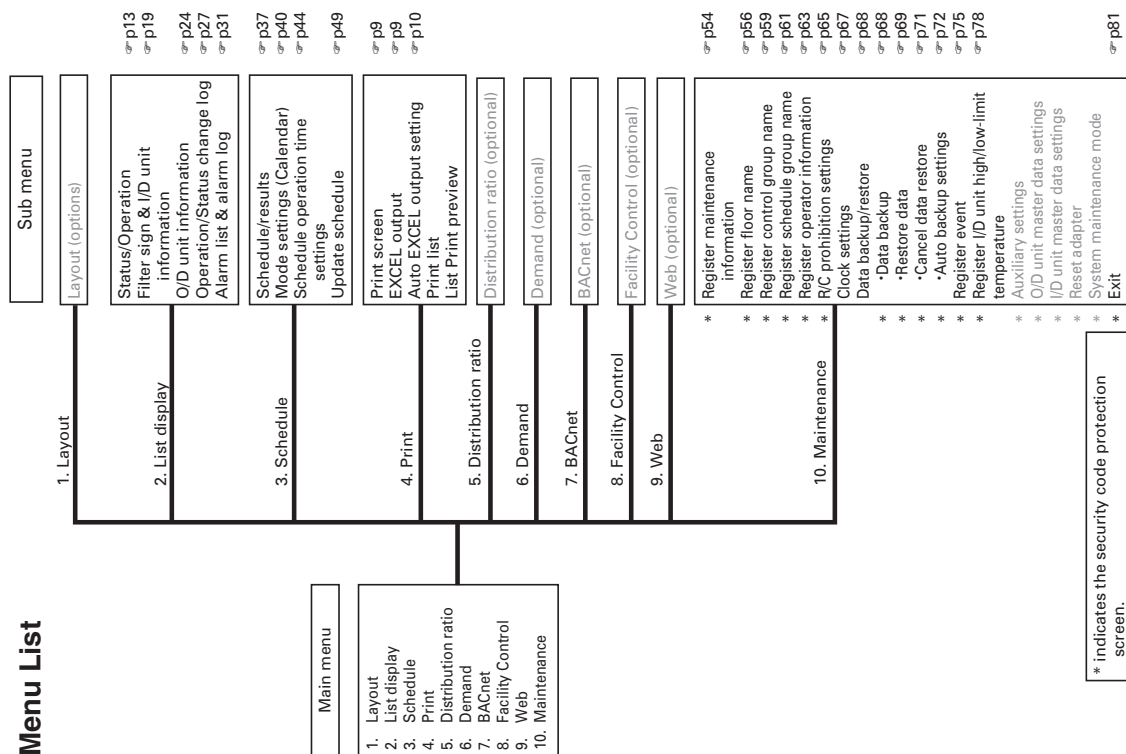 Menu List
Main menu
1. Layout
2. List display
3. Schedule
4. Print
5. Distribution ratio
6. Demand
7. BACnet
8. Facility Control
9. Web
10. Maintenance
Sub menu
1. Layout
Layout (options)
2. List display
Status/Operation ☞ p13
Filter sign & I/D unit ☞ p19
information
O/D unit information ☞ p24
Operation/Status change log ☞ p27
Alarm list & alarm log ☞ p31
3. Schedule
Schedule/results ☞ p37
Mode settings (Calendar) ☞ p40
Schedule operation time ☞ p44
settings
Update schedule ☞ p49
4. Print
Print screen ☞ p9
EXCEL output ☞ p9
Auto EXCEL output setting ☞ p10
Print list
List Print preview
5. Distribution ratio
Distribution ratio (optional)
6. Demand
Demand (optional)
7. BACnet
BACnet (optional)
8. Facility Control
Facility Control (optional)
9. Web
Web (optional)
10. Maintenance
* Register maintenance ☞ p54
information
* Register floor name ☞ p56
* Register control group name ☞ p59
* Register schedule group name ☞ p61
* Register operator information ☞ p63
* R/C prohibition settings ☞ p65
Clock settings ☞ p67
Data backup/restore ☞ p68
* •Data backup ☞ p68
* •Restore data ☞ p69
* •Cancel data restore ☞ p71
* •Auto backup settings ☞ p72
* Register event ☞ p75
* Register I/D unit high/low-limit ☞ p78
temperature
* Auxiliary settings
* O/D unit master data settings
* I/D unit master data settings
* Reset adapter
* System maintenance mode
* Exit ☞ p81
* indicates the security code protection
screen.